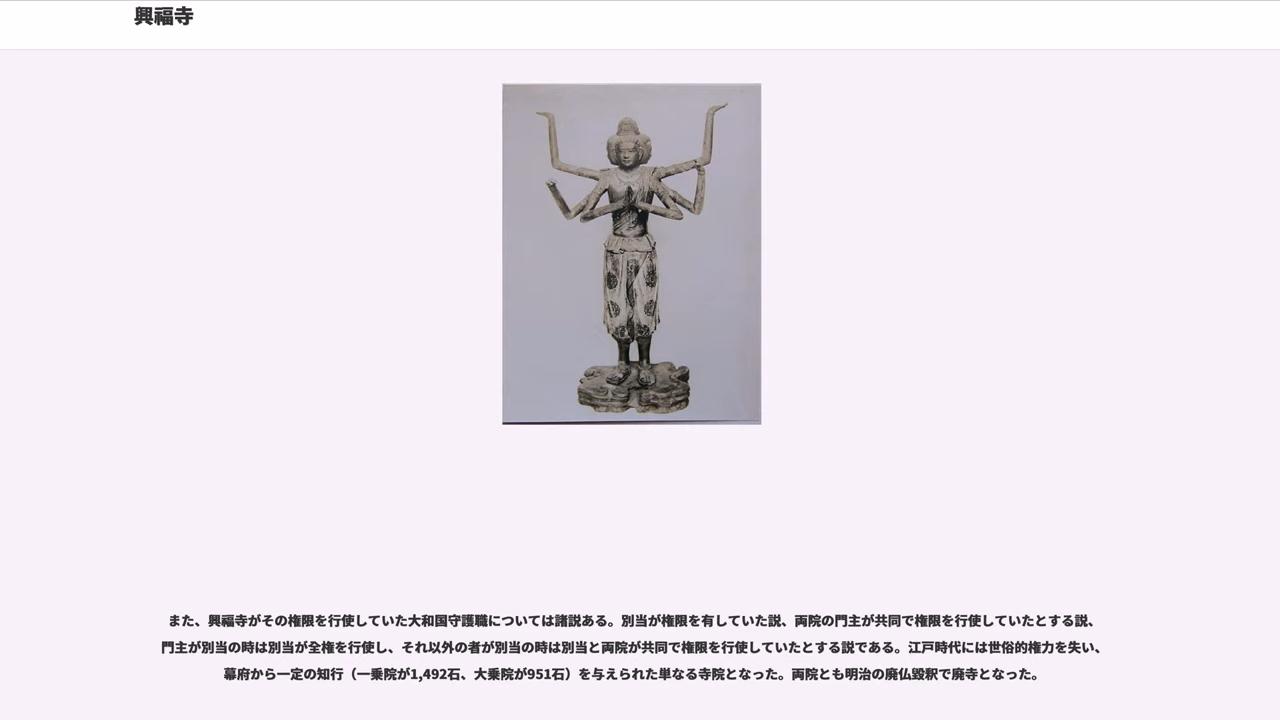 興福寺
また、興福寺がその権限を行使していた大和国守護職については諸説ある。別当が権限を有していた説、両院の門主が共同で権限を行使していたとする説、
門主が別当の時は別当が全権を行使し、それ以外の者が別当の時は別当と両院が共同で権限を行使していたとする説である。江戸時代には世俗的権力を失い、
幕府から一定の知行（一乗院が1,492石、大乗院が951石）を与えられた単なる寺院となった。両院とも明治の廃仏毀釈で廃寺となった。